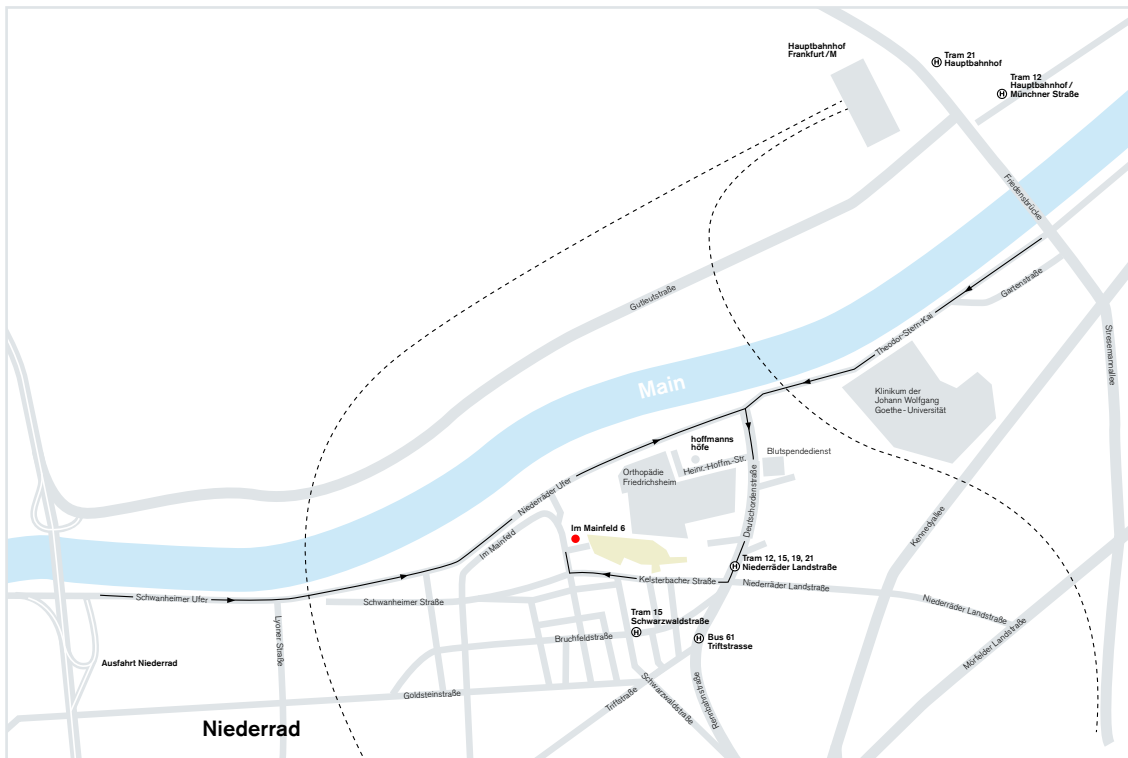 Hauptbahnhof
Frankfurt/M
H Tram 21
Hauptbahnhof
H Tram 12
Hauptbahnhof/
Münchner Straße
Friedensbrücke
Gartenstraße
Gutleutstraße
Theodor-Stern-Kai
Stresemannallee
Main
Klinikum der
Johann Wolfgang
Goethe-Universität
hoffmanns
höfe
Heinr.-Hoffm.-Str.
Blutspendedienst
Orthopädie
Friedrichsheim
Niederräder Ufer
Deutschordenstraße
Kennedyallee
Im Mainfeld
Im Mainfeld 6
H Tram 12, 15, 19, 21
Niederräder Landstraße
Kelsterbacher Straße
Niederräder Landstraße
Niederräder Landstraße
Schwanheimer Ufer
Schwanheimer Straße
Lyoner Straße
Tram 15
Schwarzwaldstraße
H
Bruchfeldstraße
H Bus 61
Triftstrasse
Mörfelder Landstraße
Ausfahrt Niederrad
Goldsteinstraße
Triftstraße
Schwarzwaldstraße
Rennbahnstraße
Niederrad